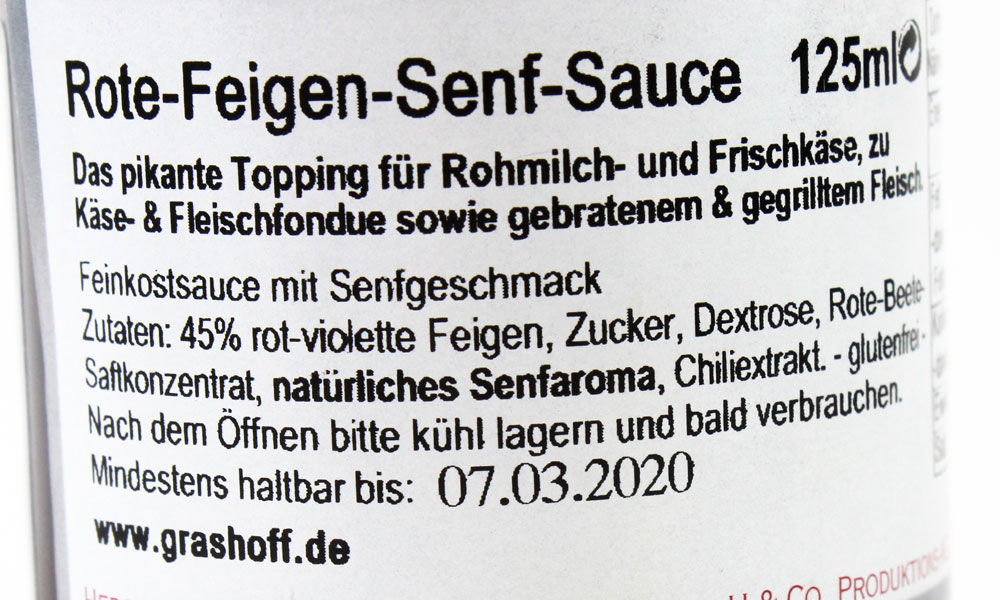 Rote-Feigen-Senf-Sauce 125ml
Das pikante Topping für Rohmilch- und Frischkäse, zu
Käse- & Fleischfondue sowie gebratenem & gegrilltem Fleisch.
Feinkostsauce mit Senfgeschmack
Zutaten: 45% rot-violette Feigen, Zucker, Dextrose, Rote-Beete-
Saftkonzentrat, natürliches Senfaroma, Chiliextrakt. - glutenfrei -
Nach dem Öffnen bitte kühl lagern und bald verbrauchen.
Mindestens haltbar bis: 07.03.2020
www.grashoff.de
& Co. PRODUKTIONS